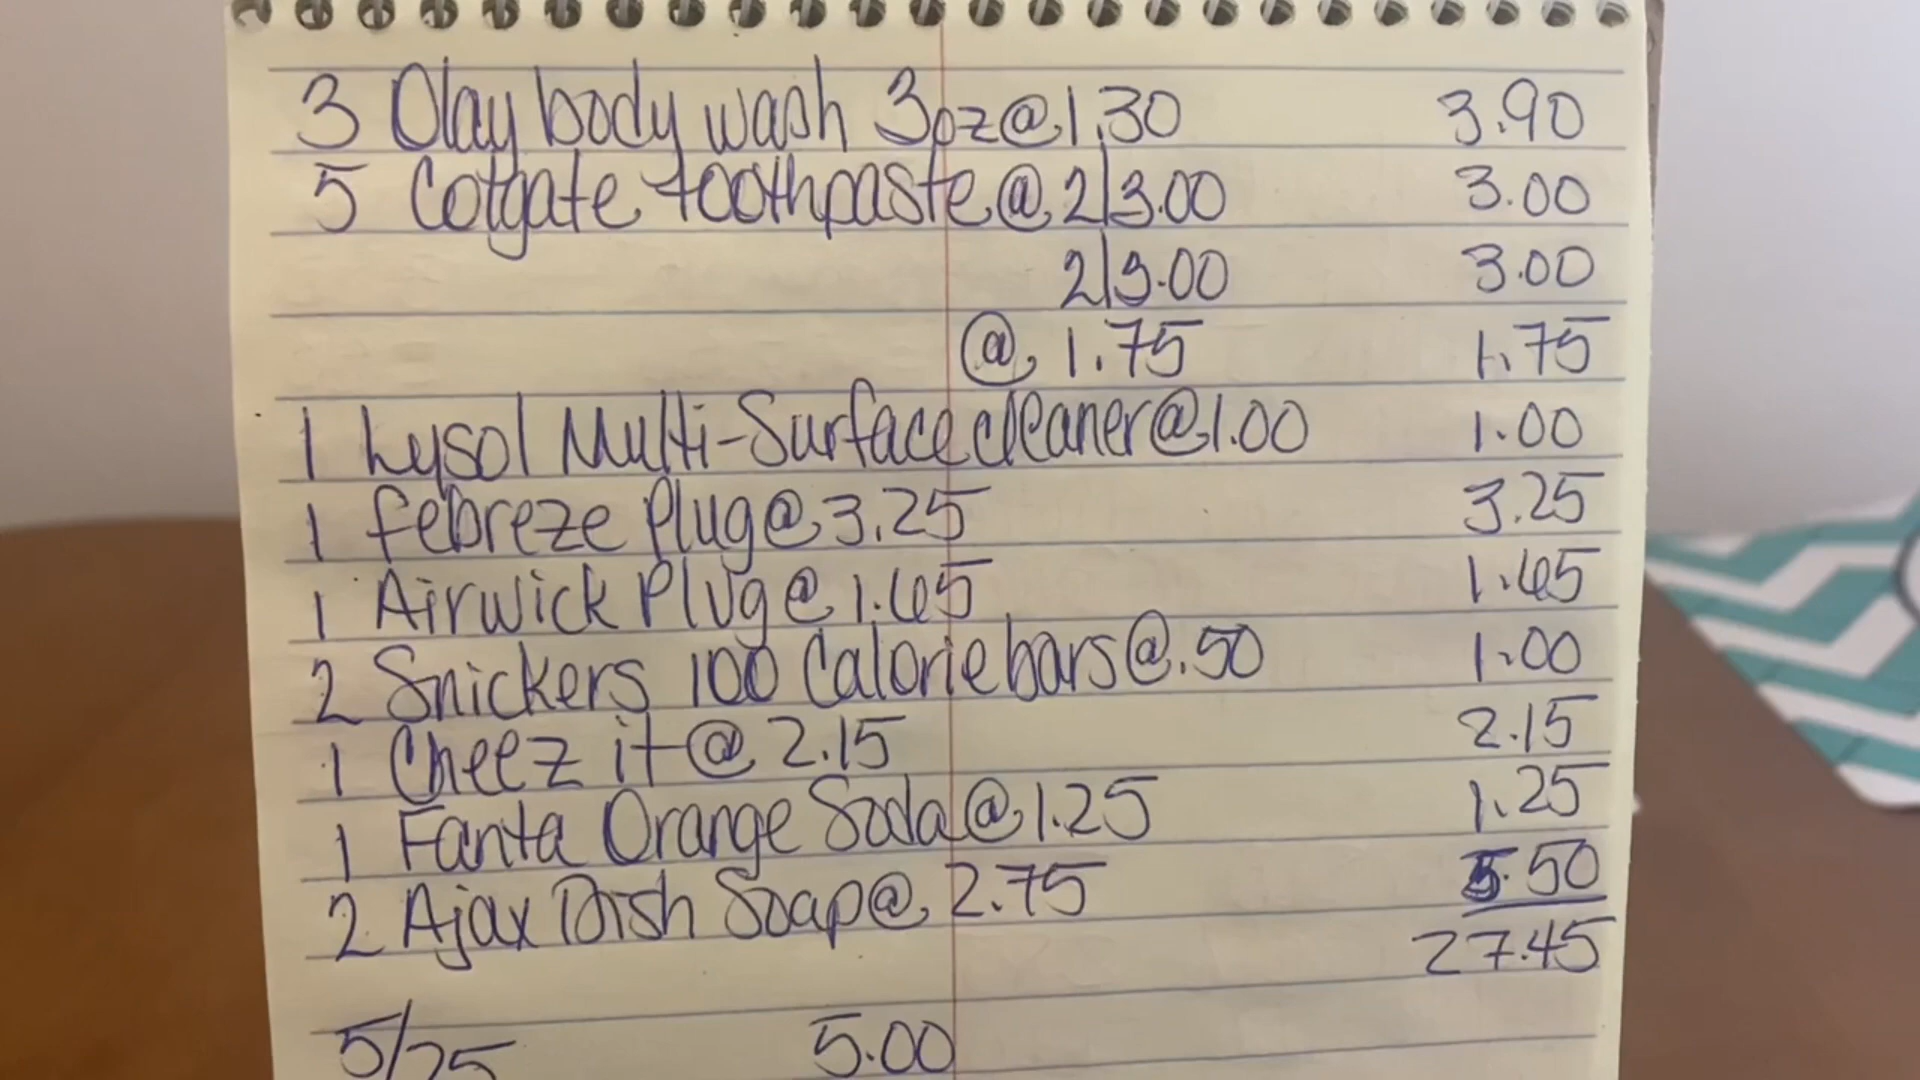 3 Olay body wash 3oz @ 1.30 3.90
5 Colgate toothpaste @ 2/3.00 3.00
2/3.00 3.00
@ 1.75 1.75
1 Lysol Multi-Surface cleaner @ 1.00 1.00
1 febreze plug @ 3.25 3.25
1 Airwick Plug @ 1.65 1.65
2 Snickers 100 Calorie bars @ .50 1.00
1 Cheez it @ 2.15 2.15
1 Fanta Orange Soda @ 1.25 1.25
2 Ajax Dish Soap @ 2.75 5.50
27.45
5/25 5.00